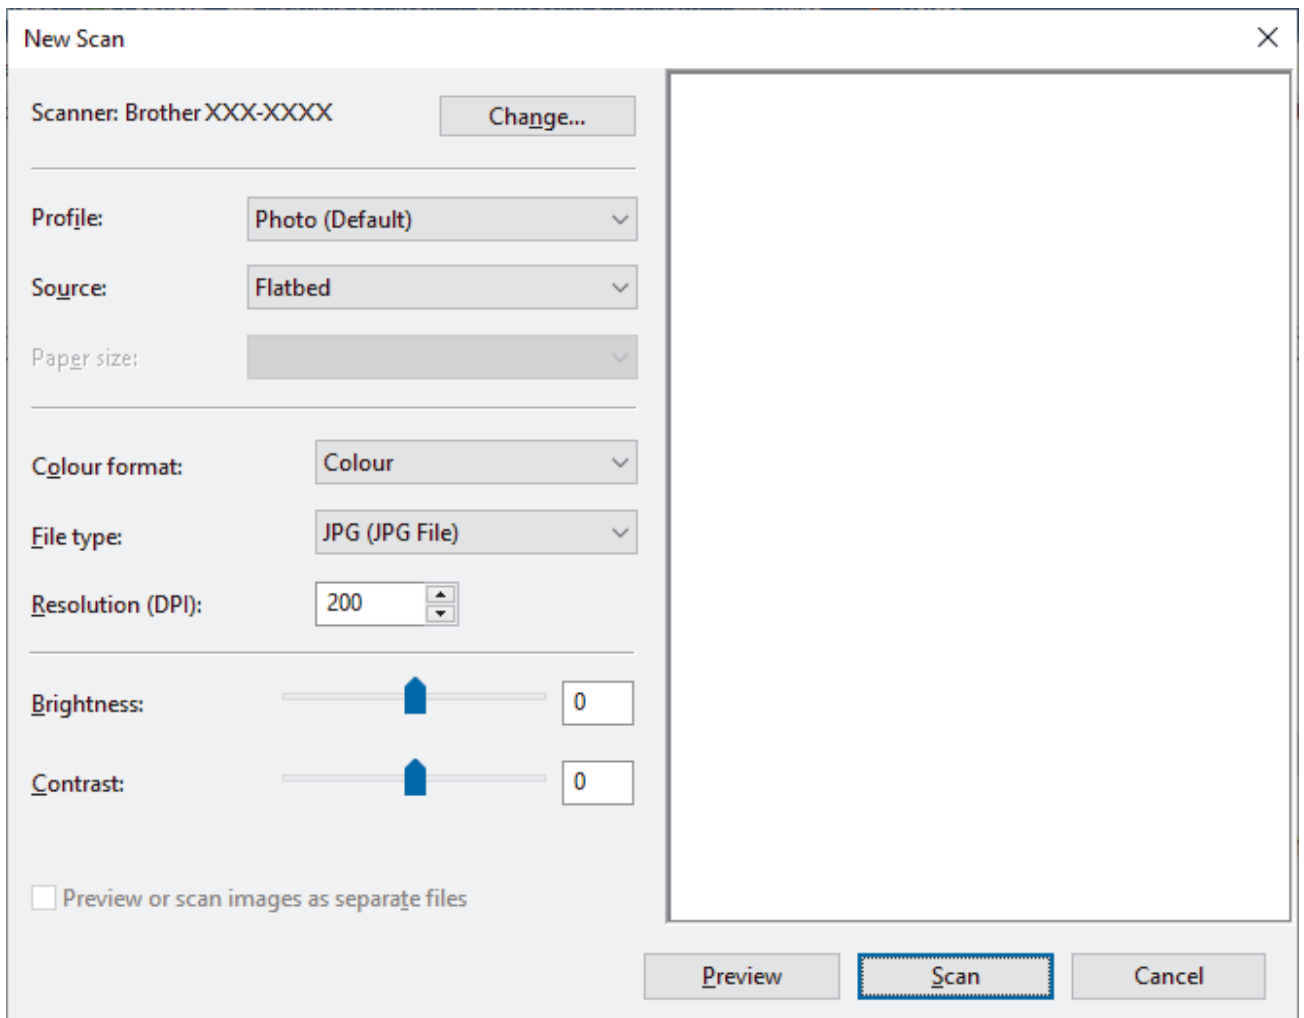 New Scan
Scanner: Brother XXX-XXXX
Change...
Profile: Photo (Default)
Source: Flatbed
Paper size:
Colour format: Colour
File type: JPG (JPG File)
Resolution (DPI): 200
Brightness: 0
Contrast: 0
Preview or scan images as separate files
Preview Scan Cancel